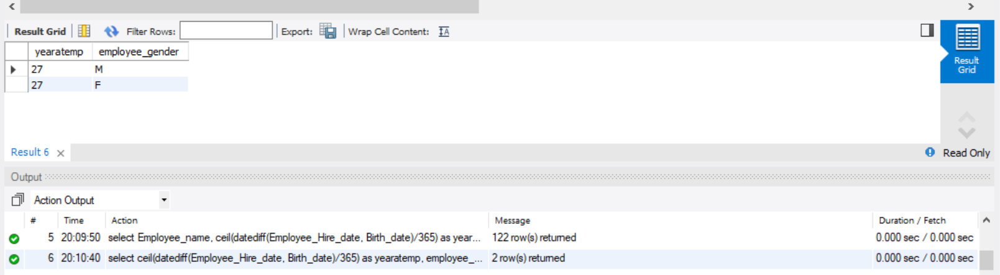 Result Grid Filter Rows: Export: Wrap Cell Content:
Result Grid
yearatemp employee_gender
27 M
27 F
Result 6
Read Only
Output
Action Output
# Time Action Message Duration / Fetch
5 20:09:50 select Employee_name, ceil(datediff(Employee_Hire_date, Birth_date)/365) as year... 122 row(s) returned 0.000 sec / 0.000 sec
6 20:10:40 select ceil(datediff(Employee_Hire_date, Birth_date)/365) as yearatemp, employee_... 2 row(s) returned 0.000 sec / 0.000 sec